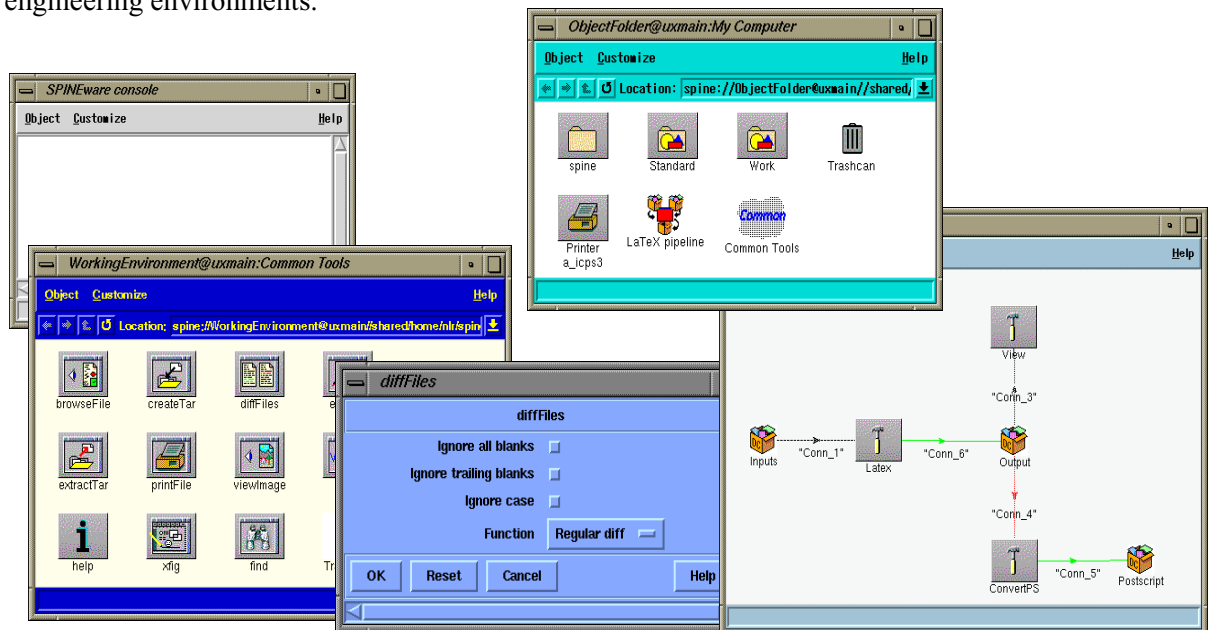 engineering environments.
ObjectFolder@uxmain:My Computer
Object Customize Help
Location: spine://ObjectFolder@uxmain//shared/
spine Standard Work Trashcan
Printer a_icps3
LaTeX pipeline
Common
Common Tools
SPINEware console
Object Customize Help
WorkingEnvironment@uxmain:Common Tools
Object Customize Help
Location: spine://WorkingEnvironment@uxmain//shared/home/nlr/spin
browseFile createTar diffFiles
extractTar printFile viewImage
help xfig find
diffFiles
diffFiles
Ignore all blanks
Ignore trailing blanks
Ignore case
Function Regular diff
OK Reset Cancel Help
Help
View
"Conn_3"
DC DC
Inputs "Conn_1" Latex "Conn_6" Output
"Conn_4"
DC
ConvertPS "Conn_5" Postscript